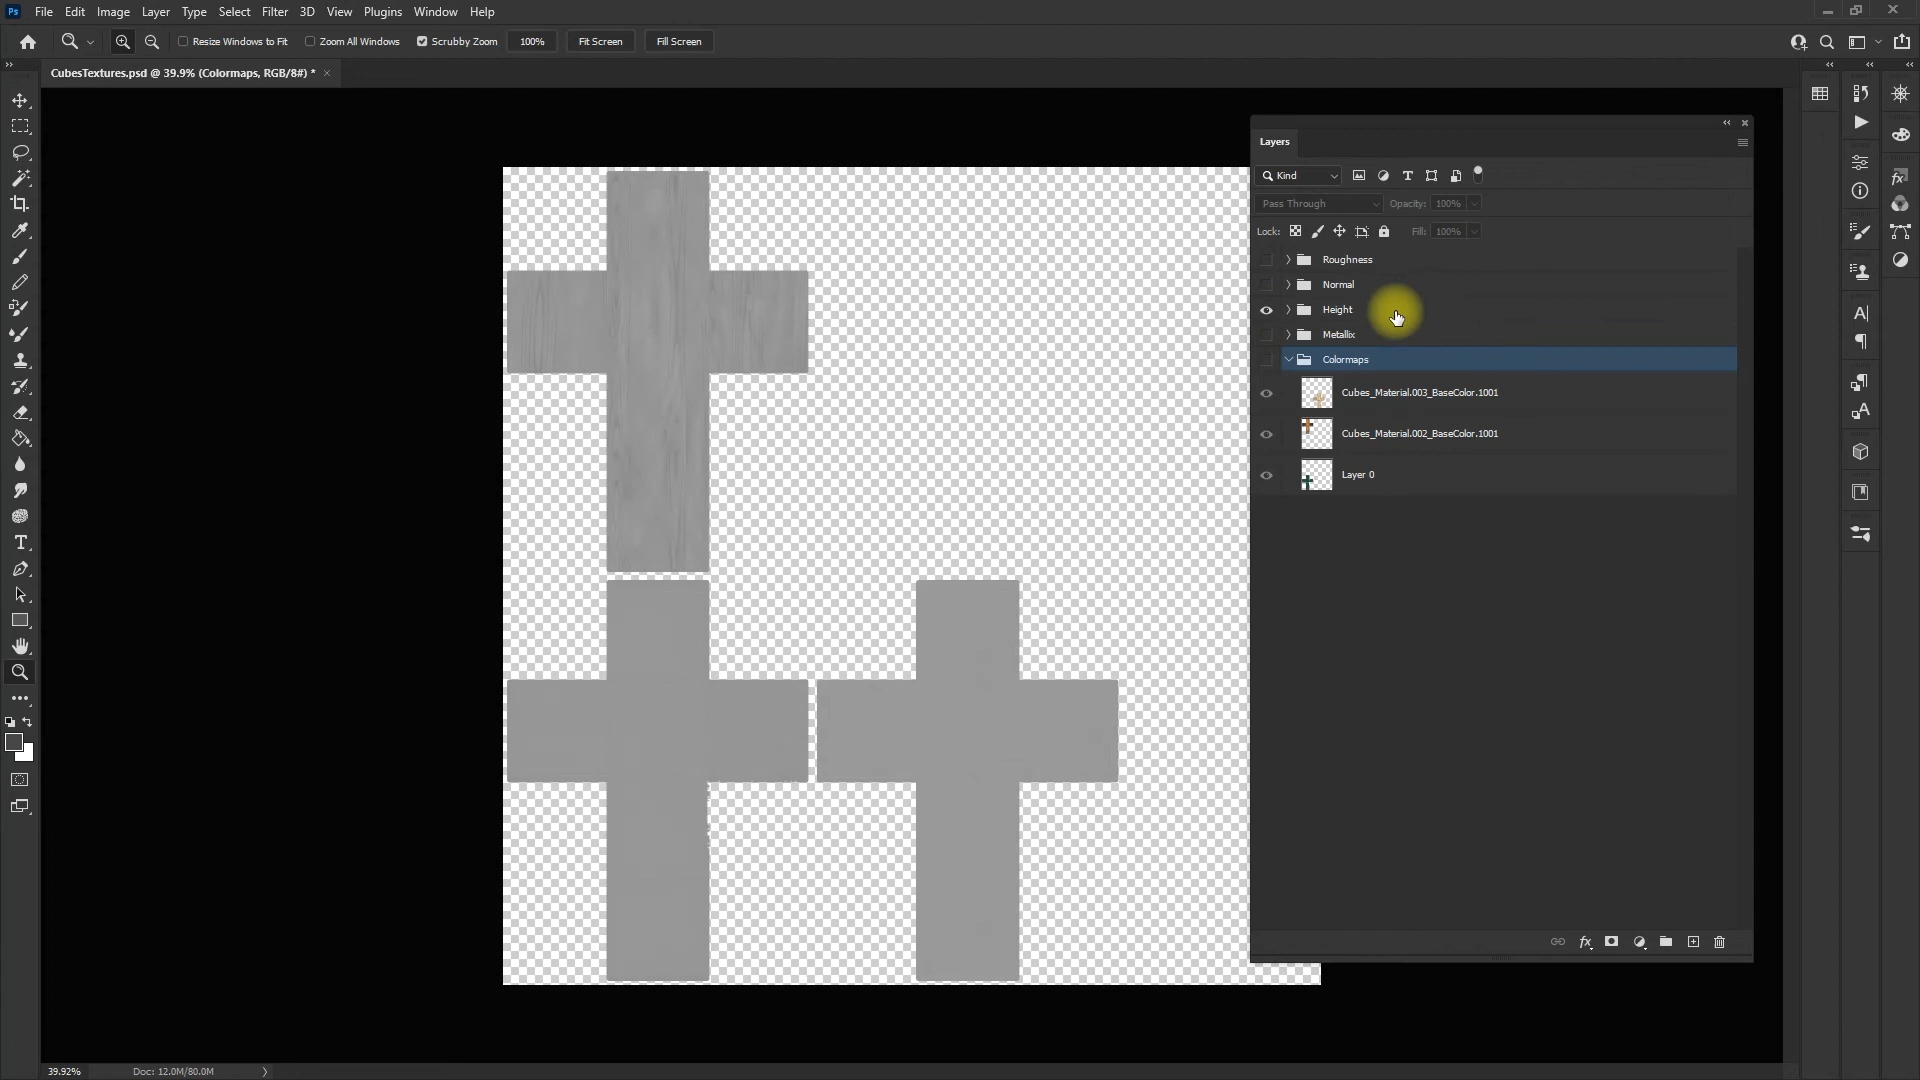 Ps File Edit Image Layer Type Select Filter 3D View Plugins Window Help
Resize Windows to Fit Zoom All Windows Scrubby Zoom 100% Fit Screen Fill Screen
CubesTextures.psd @ 39.9% (Colormaps, RGB/8#) * ×
Layers
Kind
Pass Through Opacity: 100%
Lock: Fill: 100%
Roughness
Normal
Height
Metallix
Colormaps
Cubes_Material.003_BaseColor.1001
Cubes_Material.002_BaseColor.1001
Layer 0
fx
39.92% Doc: 12.0M/80.0M